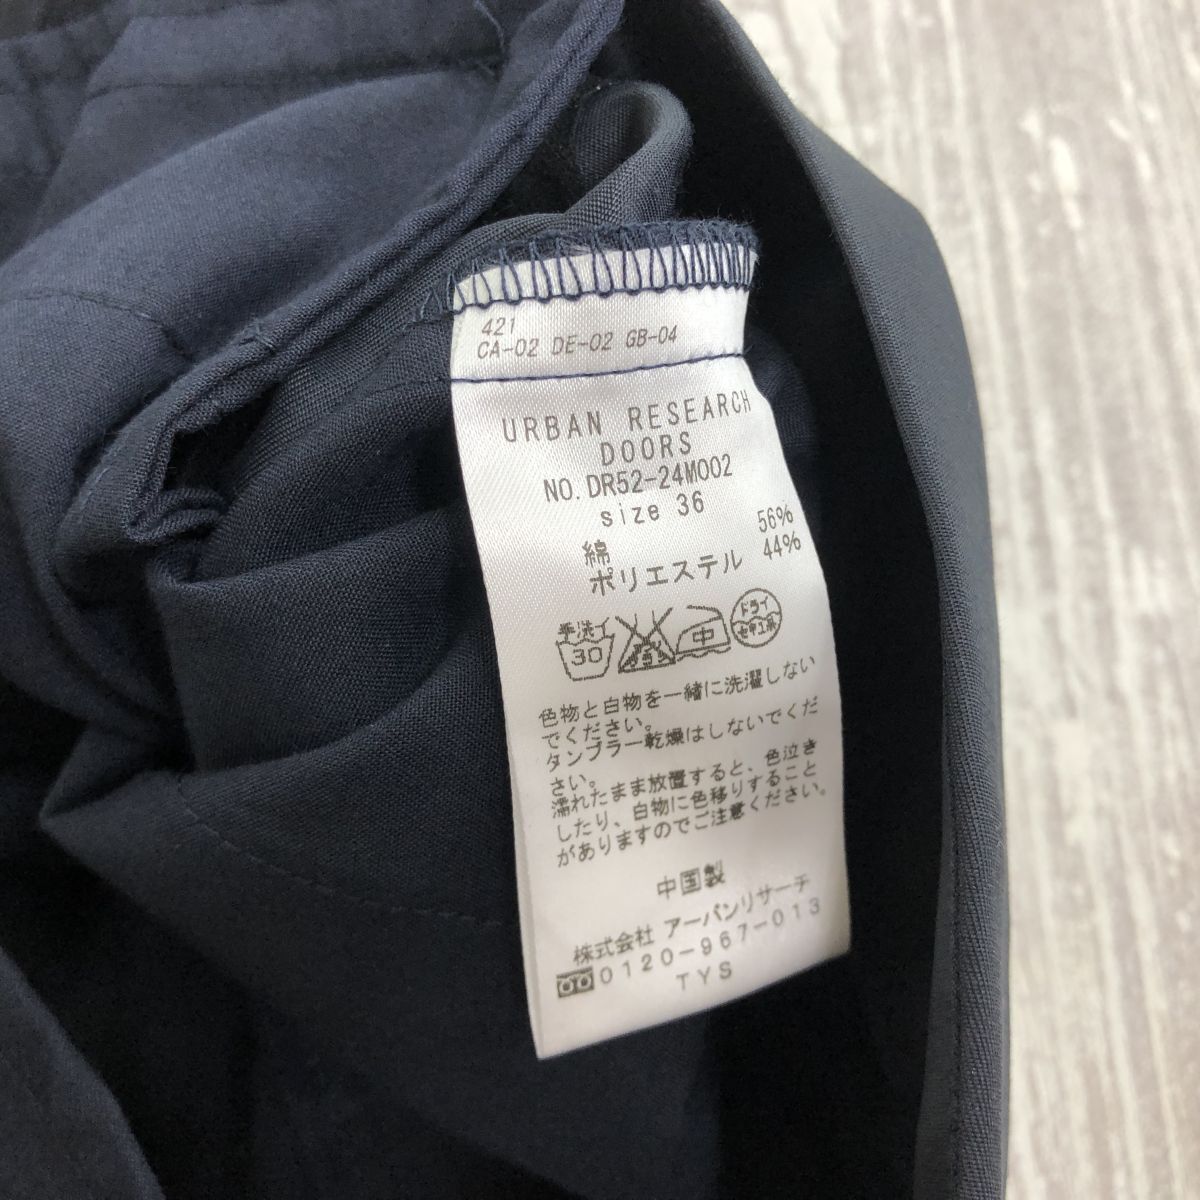 421
CA-02 DE-02 GB-04
URBAN RESEARCH
DOORS
NO.DR52-24M002
size 36
綿 56%
ポリエステル 44%
手洗イ
30
中
ドライ
セキユ系
色物と白物を一緒に洗濯しない
でください。
タンブラー乾燥はしないでくだ
さい。
濡れたまま放置すると、色泣き
したり、白物に色移りすること
がありますのでご注意ください。
中国製
株式会社 アーバンリサーチ
0120-967-013
TYS